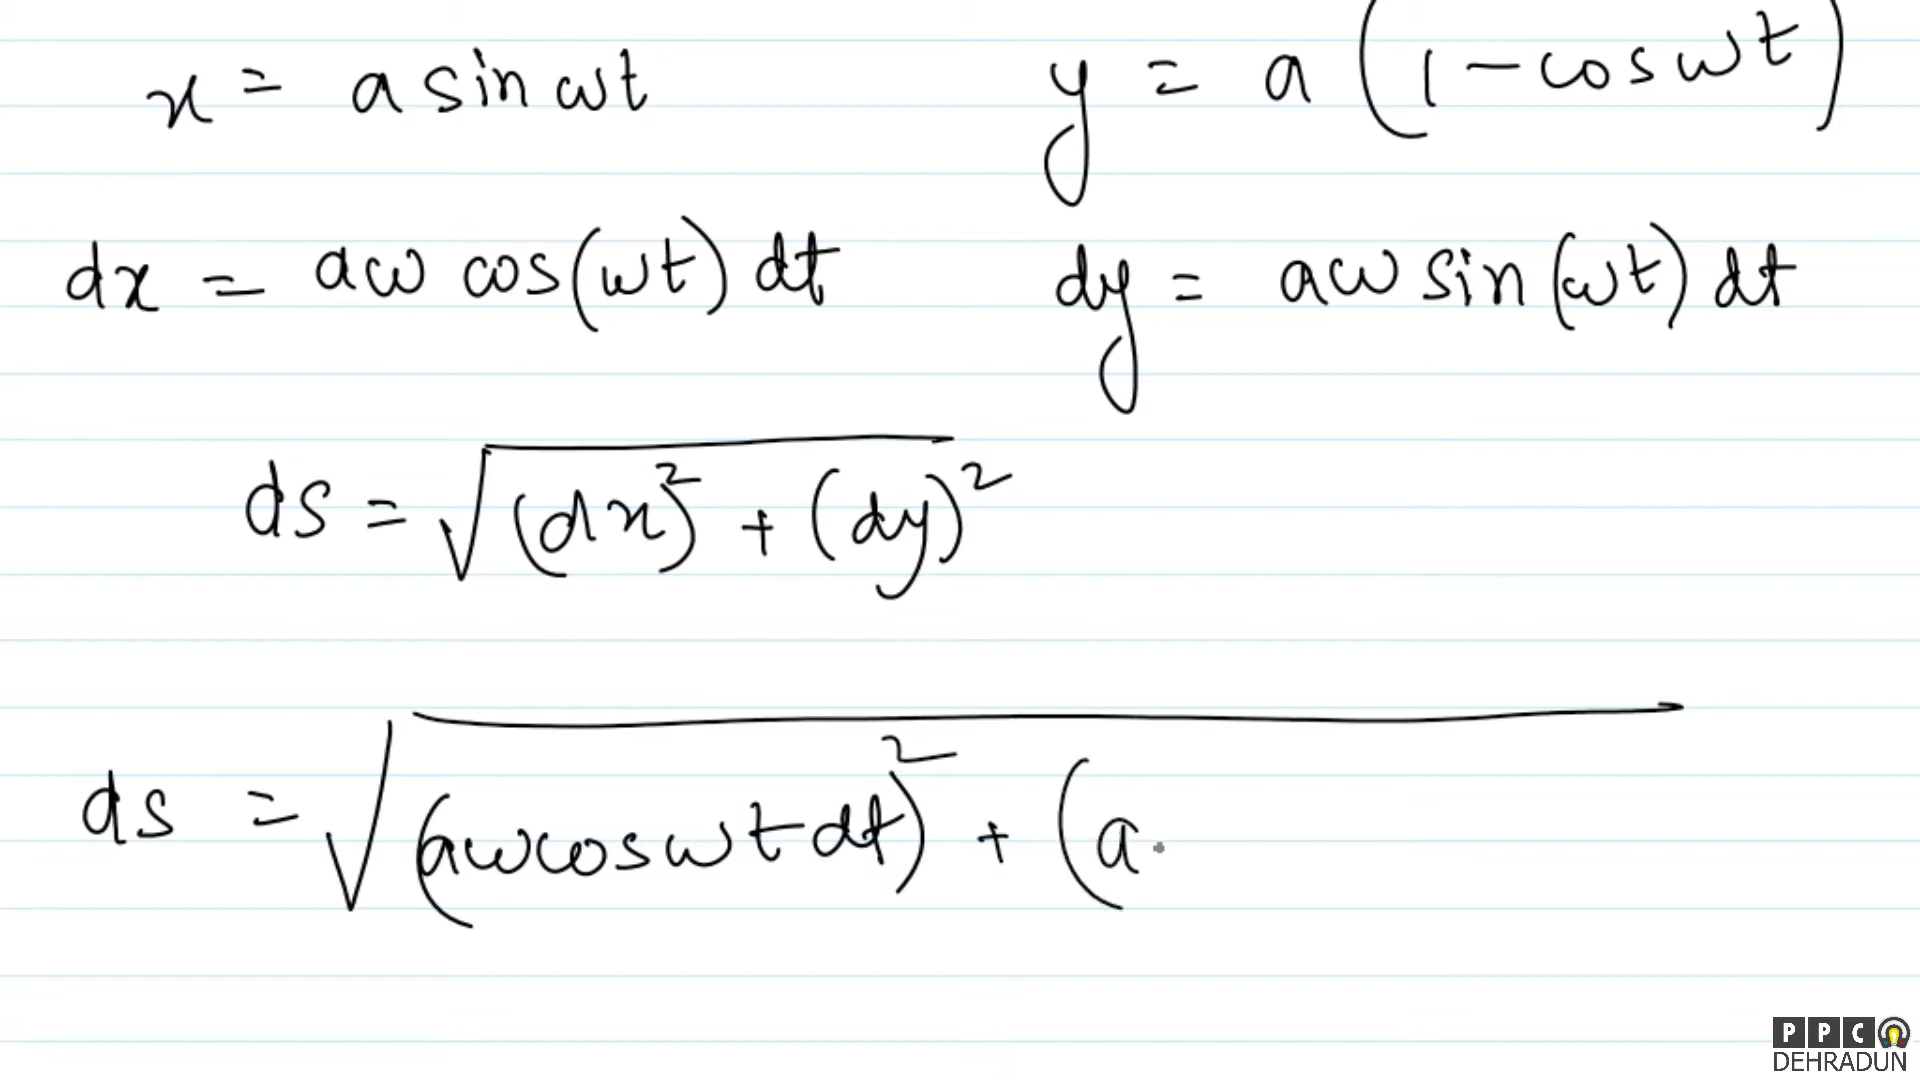 x = a sin ωt y = a (1 - cos ωt)
dx = aω cos(ωt) dt dy = aω sin(ωt) dt
ds = √(dx)² + (dy)²
ds = √(aω cos ωt dt)² + (a
PPC
DEHRADUN